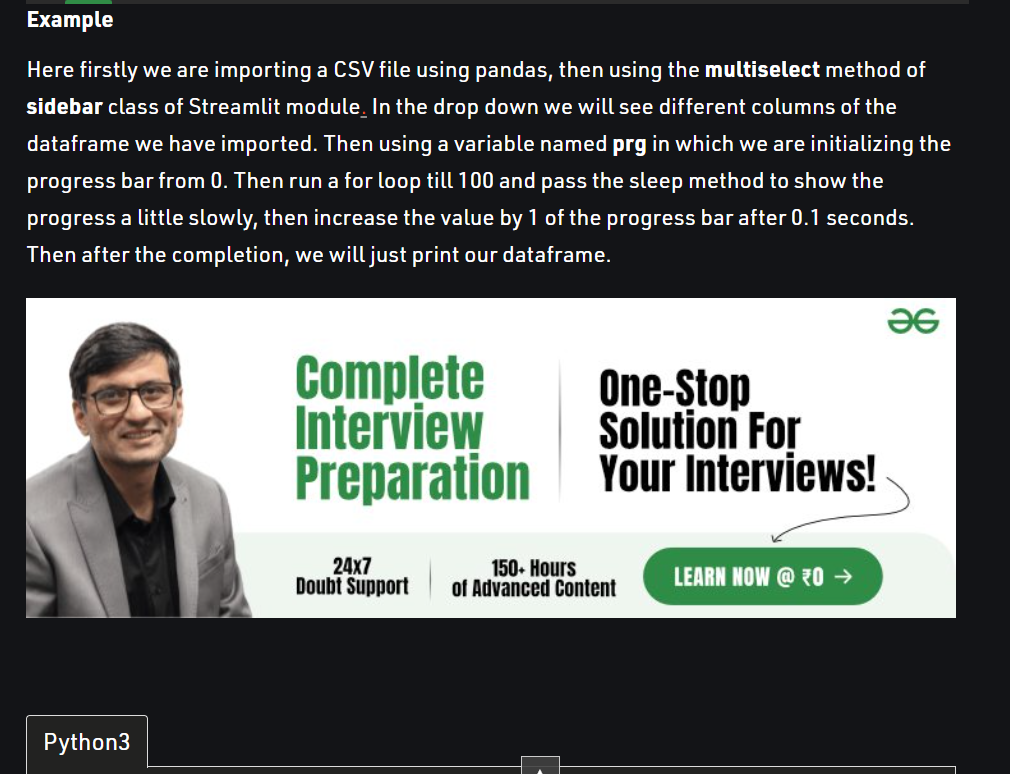 Example
Here firstly we are importing a CSV file using pandas, then using the multiselect method of
sidebar class of Streamlit module. In the drop down we will see different columns of the
dataframe we have imported. Then using a variable named prg in which we are initializing the
progress bar from 0. Then run a for loop till 100 and pass the sleep method to show the
progress a little slowly, then increase the value by 1 of the progress bar after 0.1 seconds.
Then after the completion, we will just print our dataframe.
Complete
Interview
Preparation
One-Stop
Solution For
Your Interviews!
24x7
Doubt Support
150+ Hours
of Advanced Content
LEARN NOW @ ₹0 →
Python3